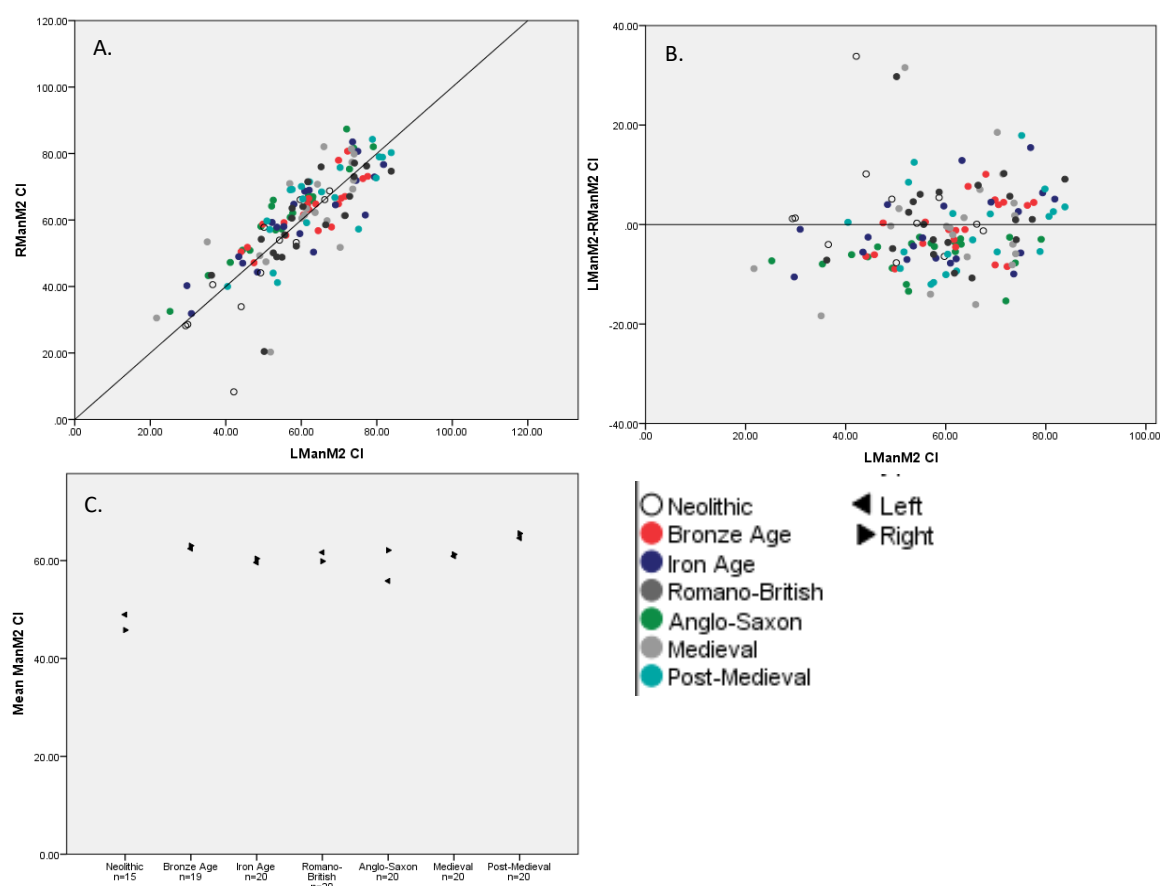 A.
120.00
100.00
80.00
60.00
40.00
20.00
.00
RManM2 CI
.00 20.00 40.00 60.00 80.00 100.00 120.00
LManM2 CI
B.
40.00
20.00
.00
-20.00
-40.00
LManM2-RManM2 CI
.00 20.00 40.00 60.00 80.00 100.00
LManM2 CI
C.
60.00
40.00
20.00
0.00
Mean ManM2 CI
Neolithic n=15
Bronze Age n=19
Iron Age n=20
Romano-British
Anglo-Saxon n=20
Medieval n=20
Post-Medieval n=20
Neolithic
Bronze Age
Iron Age
Romano-British
Anglo-Saxon
Medieval
Post-Medieval
Left
Right